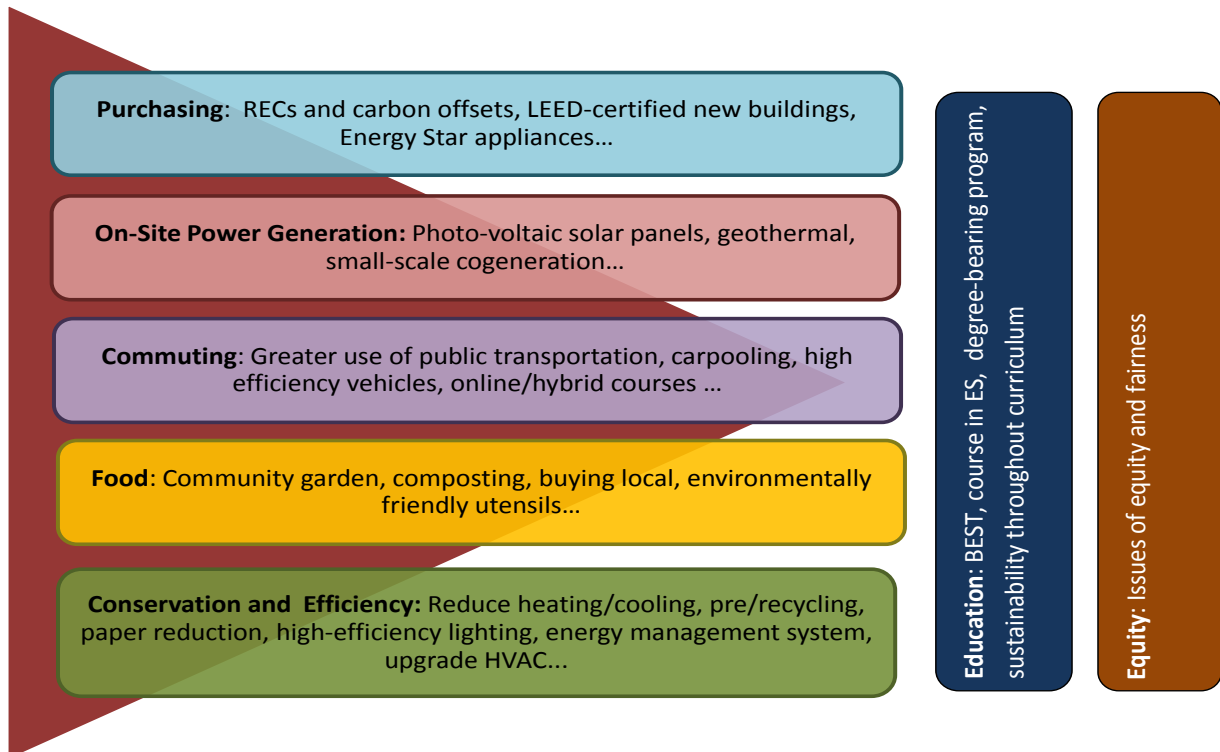 Purchasing:  RECs and carbon offsets, LEED-certified new buildings,
Energy Star appliances…
On-Site Power Generation: Photo-voltaic solar panels, geothermal,
small-scale cogeneration…
Commuting: Greater use of public transportation, carpooling, high
efficiency vehicles, online/hybrid courses …
Food: Community garden, composting, buying local, environmentally
friendly utensils…
Conservation and  Efficiency: Reduce heating/cooling, pre/recycling,
paper reduction, high-efficiency lighting, energy management system,
upgrade HVAC...
Education: BEST, course in ES,  degree-bearing program,
sustainability throughout curriculum
Equity: Issues of equity and fairness